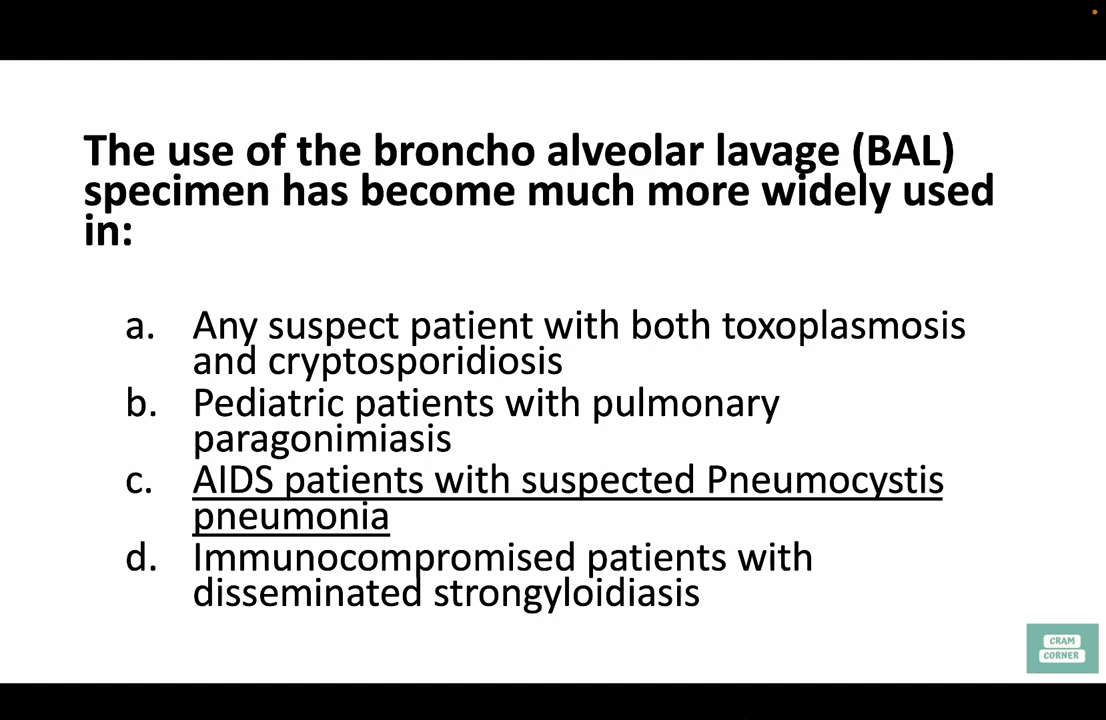 The use of the broncho alveolar lavage (BAL)
specimen has become much more widely used
in:
a. Any suspect patient with both toxoplasmosis
and cryptosporidiosis
b. Pediatric patients with pulmonary
paragonimiasis
c. AIDS patients with suspected Pneumocystis
pneumonia
d. Immunocompromised patients with
disseminated strongyloidiasis
CRAM
CORNER